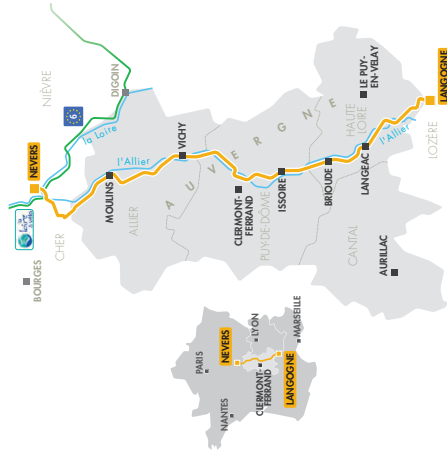 NIÈVRE
DIGOIN
6
la Loire
NEVERS
BOURGES
CHER
l'Allier
MOULINS
VICHY
ALLIER
AUVERGNE
CLERMONT-
FERRAND
PUY-DE-DÔME
ISSOIRE
BRIOUDE
HAUTE
LOIRE
LE PUY-
EN-VELAY
LANGEAC
l'Allier
LANGOGNE
LOZÈRE
CANTAL
AURILLAC
PARIS
NEVERS
LYON
NANTES
CLERMONT-
FERRAND
LANGOGNE
MARSEILLE